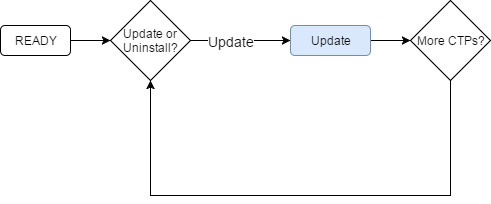 READY
Update or
Uninstall?
Update
Update
More CTPs?